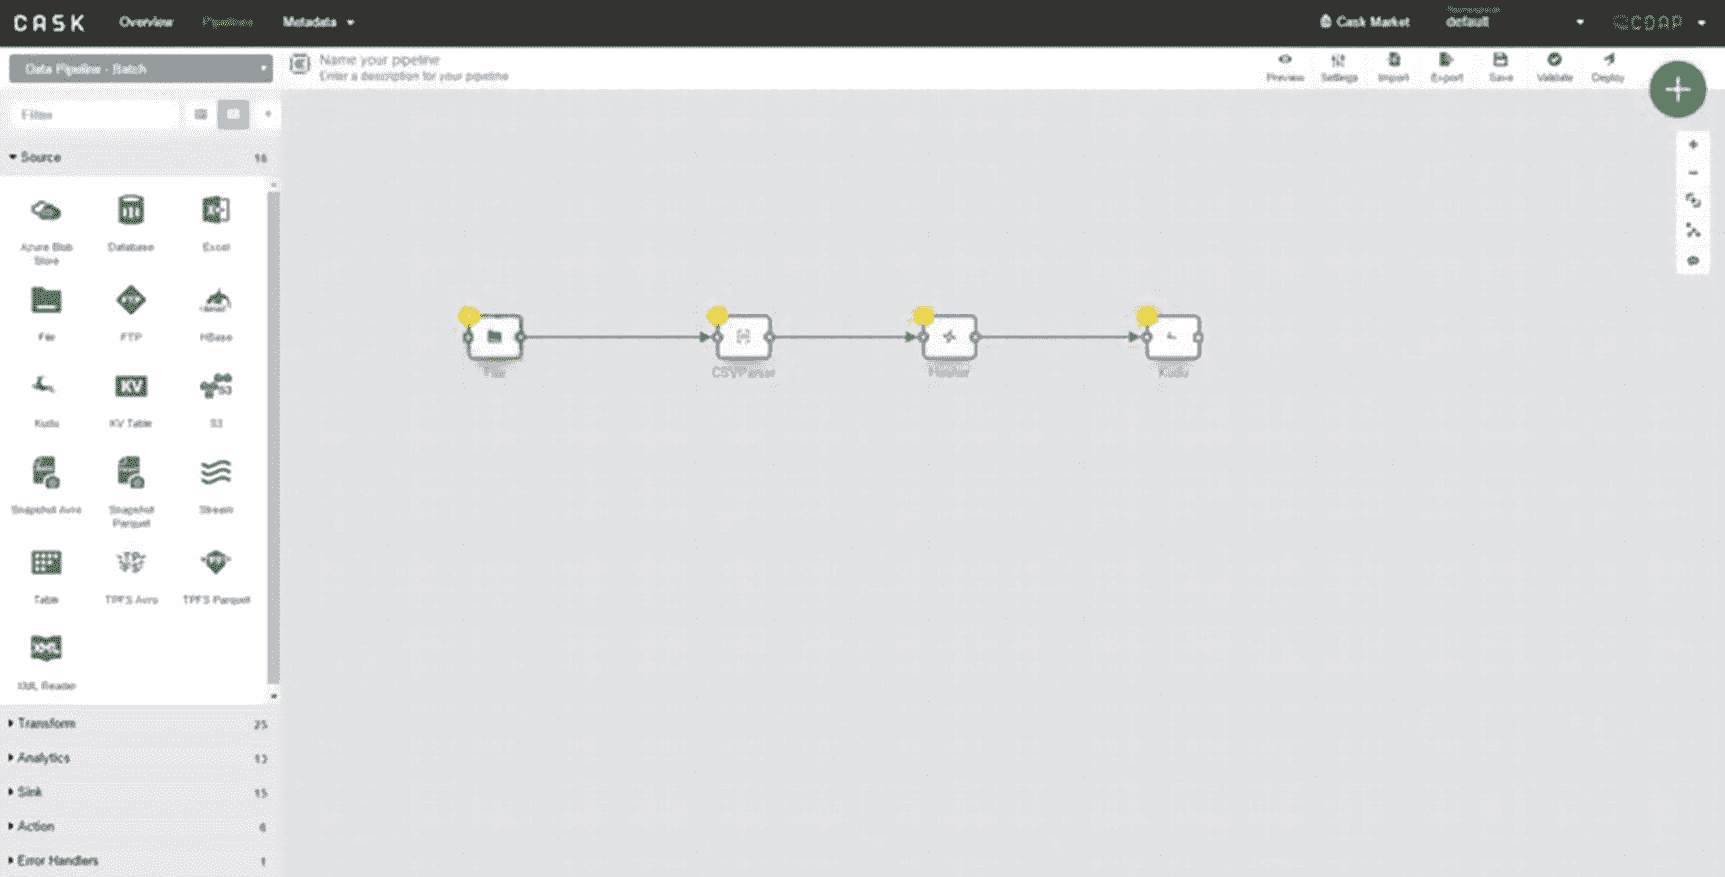 CASK Overview Pipelines Metadata Cask Market Namespace default CDAP
Data Pipeline - Batch
Name your pipeline
Enter a description for your pipeline
Preview Settings Import Export Save Validate Deploy
Filter
Source 16
Azure Blob Store Database Excel
File FTP HBase
Kudu KV Table S3
Snapshot Avro Snapshot Parquet Stream
Table TPFS Avro TPFS Parquet
XML Reader
File CSVParser Hasher Kudu
Transform 25
Analytics 13
Sink 15
Action 6
Error Handlers 1